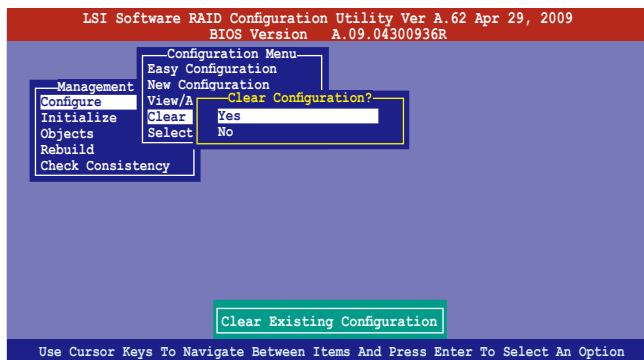 LSI Software RAID Configuration Utility Ver A.62 Apr 29, 2009
BIOS Version A.09.04300936R
Configuration Menu
Easy Configuration
New Configuration
View/A
Clear
Select
Management
Configure
Initialize
Objects
Rebuild
Check Consistency
Clear Configuration?
Yes
No
Clear Existing Configuration
Use Cursor Keys To Navigate Between Items And Press Enter To Select An Option